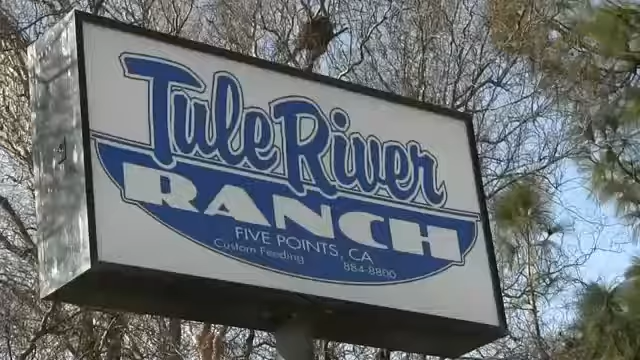 Tule River
RANCH
FIVE POINTS, CA
Custom Feeding
884-8800